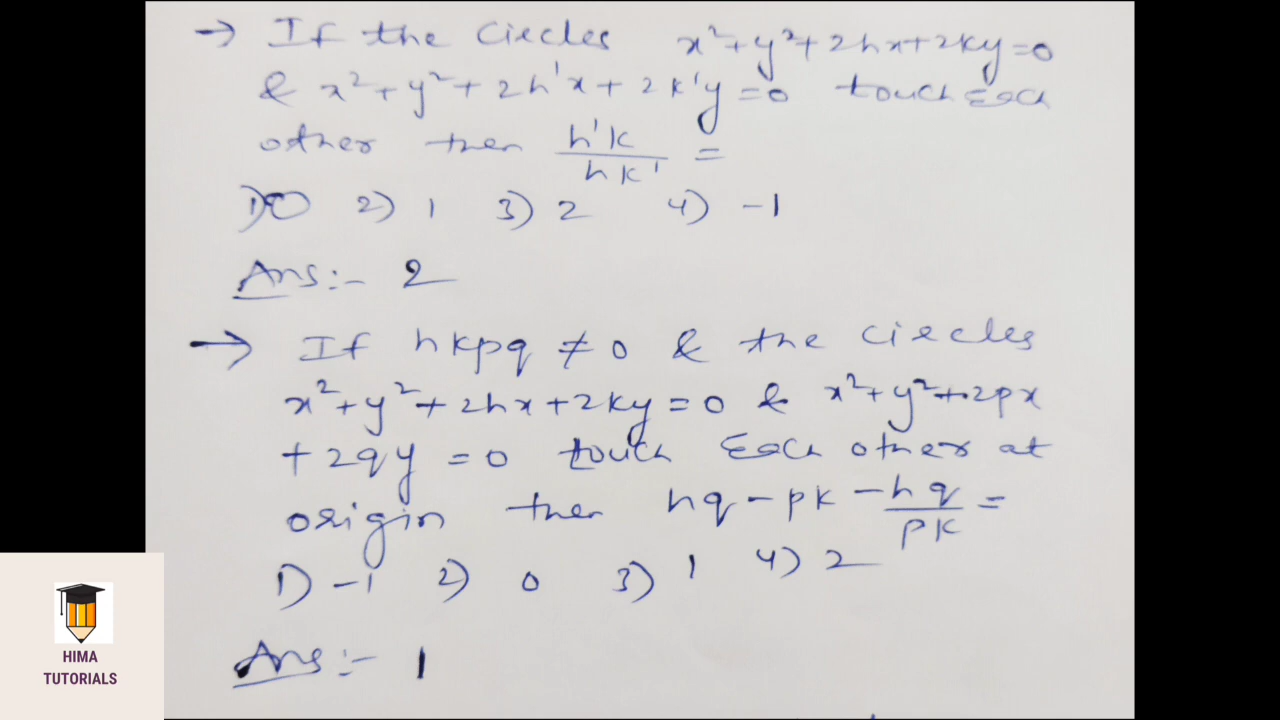 → If the circles x²+y²+2hx+2ky=0
& x²+y²+2h'x+2k'y=0 touch Each
other then h'k/hk' =
1) 0 2) 1 3) 2 4) -1
Ans:- 2
→ If hkpq ≠ 0 & the circles
x²+y²+2hx+2ky=0 & x²+y²+2px
+2qy=0 touch Each other at
origin then hq-pk-hq/pk =
1) -1 2) 0 3) 1 4) 2
Ans:- 1
HIMA
TUTORIALS